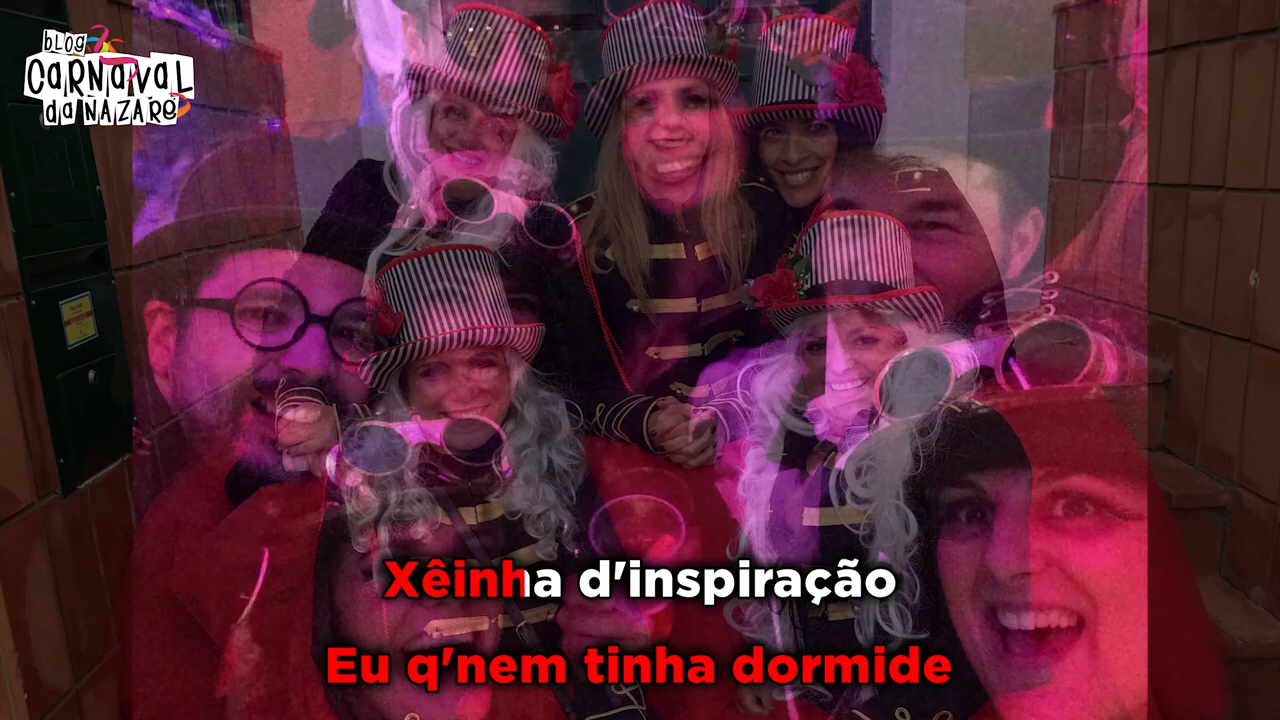 BLOG
CARNAVAL
da NAZARÉ
Xêinha d'inspiração
Eu q'nem tinha dormide